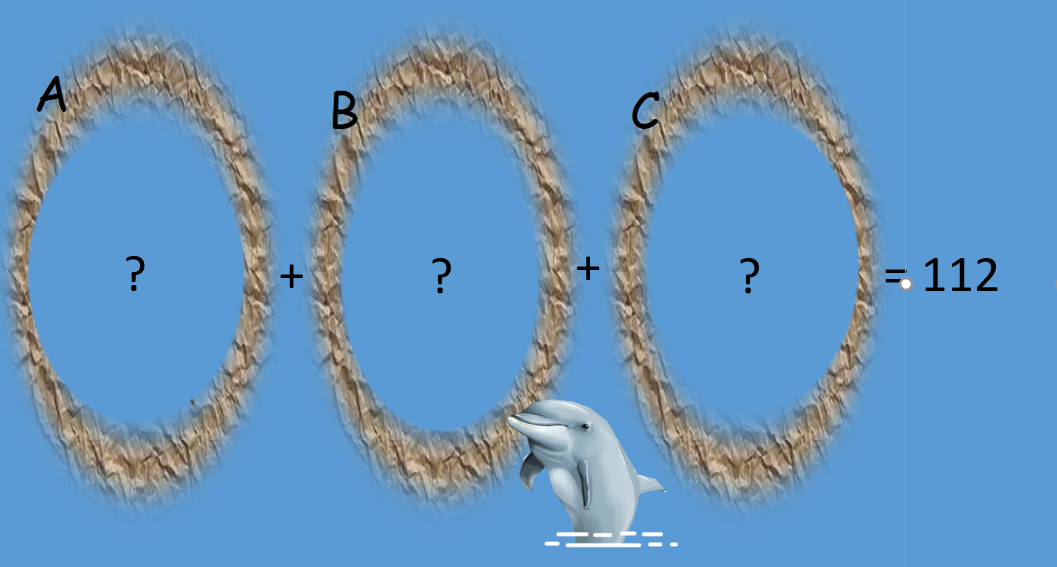 A B C
? + ? + ? = 112